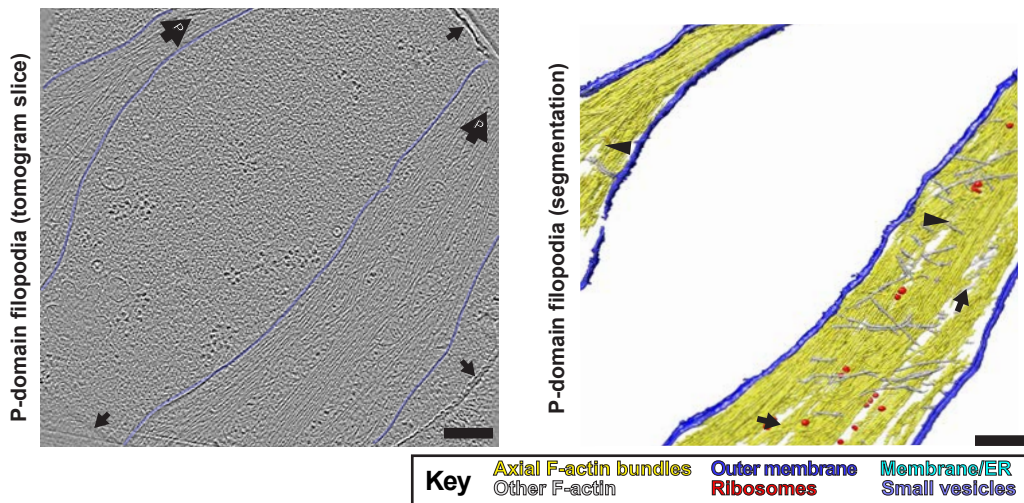 P-domain filopodia (tomogram slice)
P
P
P-domain filopodia (segmentation)
Key
Axial F-actin bundles
Outer membrane
Membrane/ER
Other F-actin
Ribosomes
Small vesicles